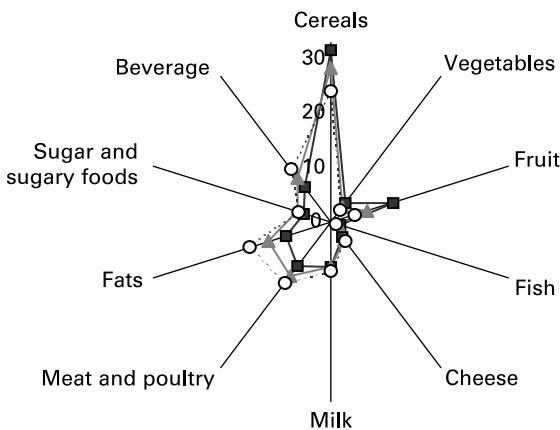 Cereals
30
Beverage
Vegetables
20
Sugar and
sugary foods
Fruit
10
0
Fats
Fish
Meat and poultry
Cheese
Milk